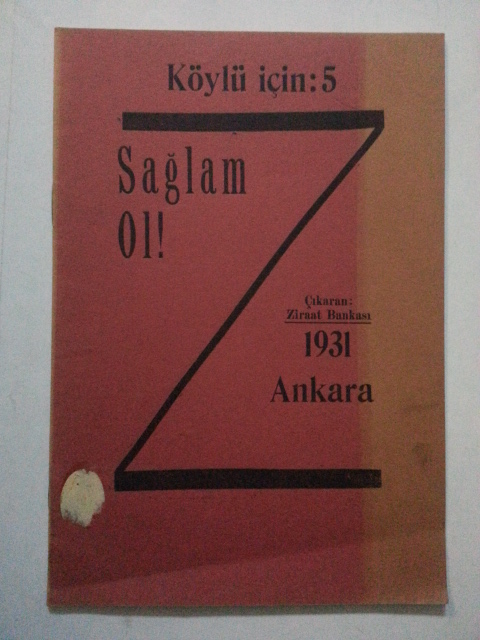 Köylü için: 5
Sağlam
Ol!
Çıkaran:
Ziraat Bankası
1931
Ankara